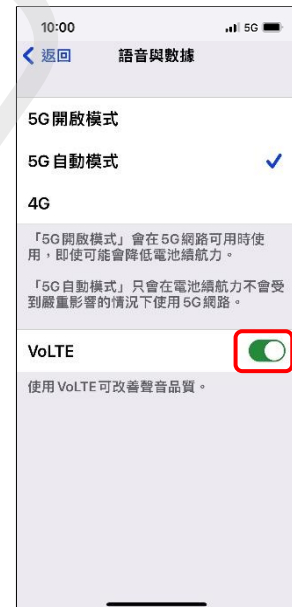 10:00 5G
返回 語音與數據
5G開啟模式
5G自動模式
4G
「5G開啟模式」會在5G網路可用時使
用，即使可能會降低電池續航力。
「5G自動模式」只會在電池續航力不會受
到嚴重影響的情況下使用5G網路。
VoLTE
使用VoLTE可改善聲音品質。